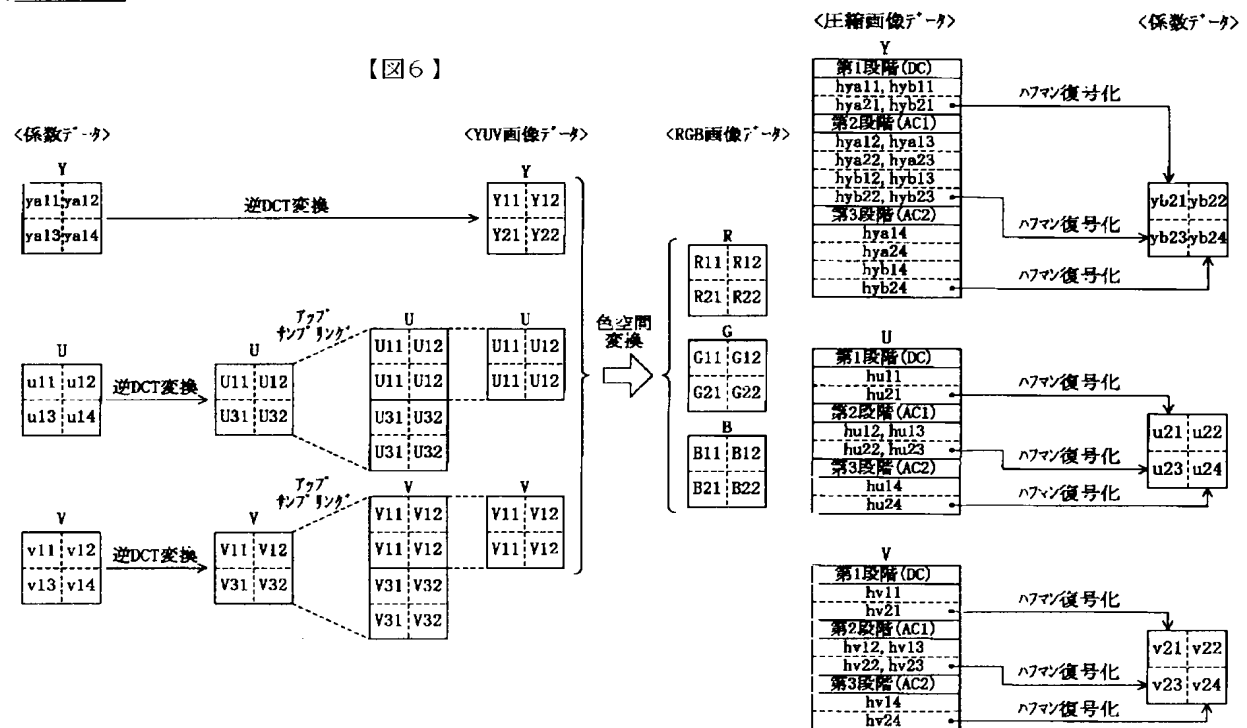 【図6】
<係数データ>
Y
ya11 ya12
ya13 ya14
逆DCT変換
<YUV画像データ>
Y
Y11 Y12
Y21 Y22
U
u11 u12
u13 u14
逆DCT変換
U
U11 U12
U31 U32
アップ
サンプリング
U
U11 U12
U11 U12
U31 U32
U31 U32
U
U11 U12
U11 U12
V
v11 v12
v13 v14
逆DCT変換
V
V11 V12
V31 V32
アップ
サンプリング
V
V11 V12
V11 V12
V31 V32
V31 V32
V11 V12
V11 V12
色空間
変換
<RGB画像データ>
R
R11 R12
R21 R22
G
G11 G12
G21 G22
B
B11 B12
B21 B22
<圧縮画像データ>
<係数データ>
Y
第1段階(DC)
hya11, hyb11
hya21, hyb21
第2段階(AC1)
hya12, hya13
hya22, hya23
hyb12, hyb13
hyb22, hyb23
第3段階(AC2)
hya14
hya24
hyb14
hyb24
ハフマン復号化
ハフマン復号化
ハフマン復号化
yb21 yb22
yb23 yb24
U
第1段階(DC)
hu11
hu21
第2段階(AC1)
hu12, hu13
hu22, hu23
第3段階(AC2)
hu14
hu24
ハフマン復号化
ハフマン復号化
ハフマン復号化
u21 u22
u23 u24
V
第1段階(DC)
hv11
hv21
第2段階(AC1)
hv12, hv13
hv22, hv23
第3段階(AC2)
hv14
hv24
ハフマン復号化
ハフマン復号化
ハフマン復号化
v21 v22
v23 v24